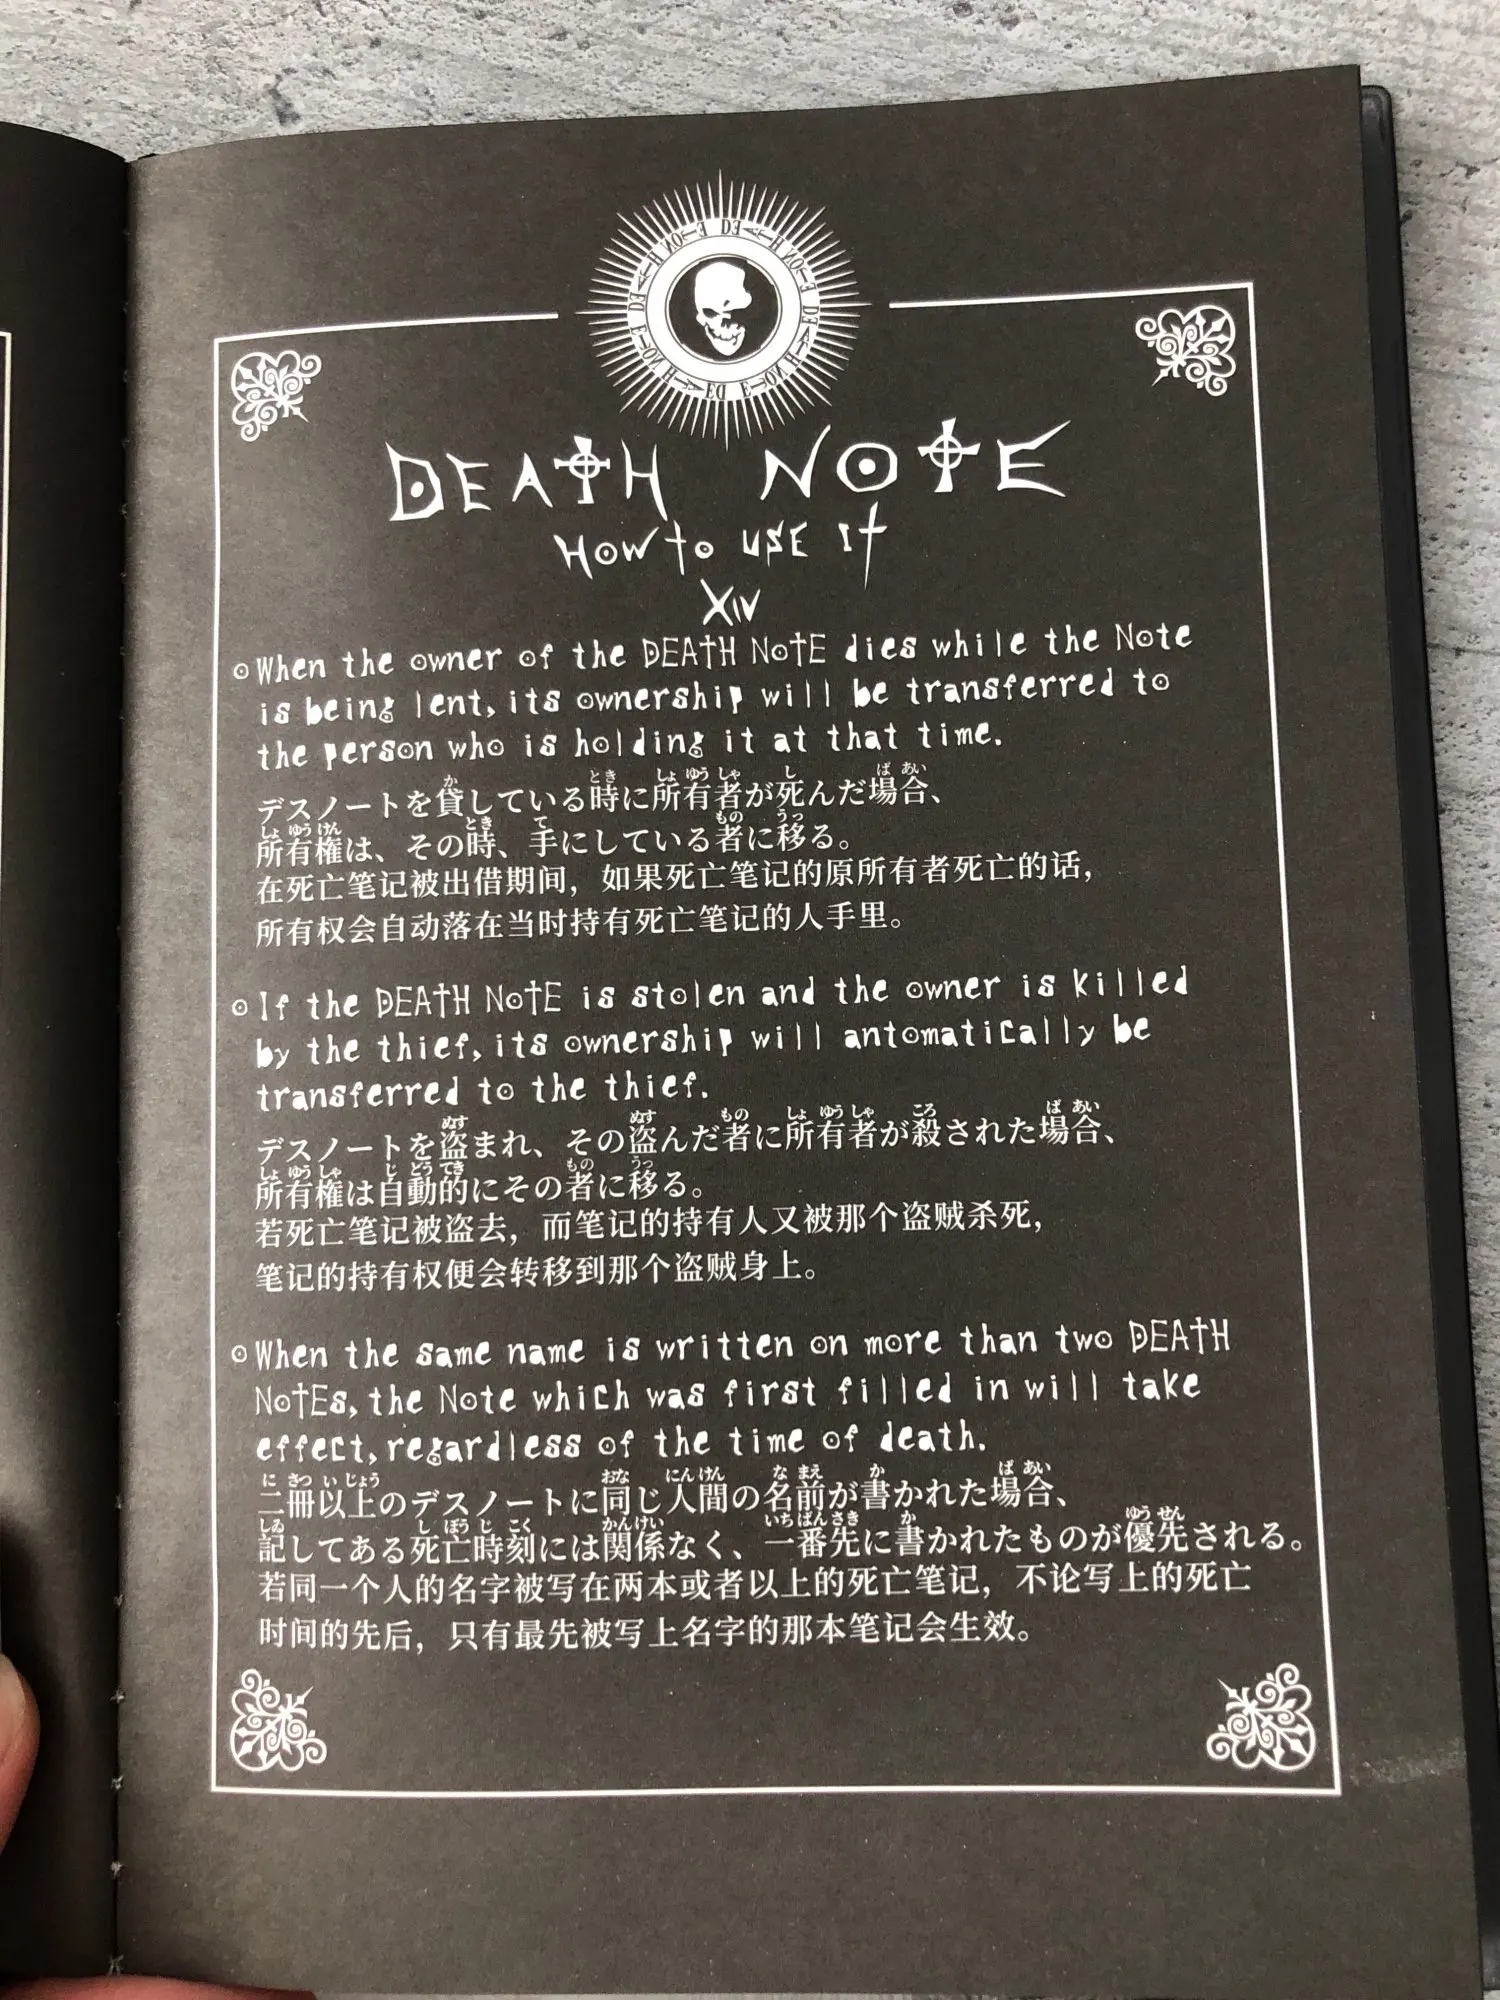 DEATH NOTE
HOW TO USE IT
XIV
When the owner of the DEATH NOTE dies while the Note
is being lent, its ownership will be transferred to
the person who is holding it at that time.
デスノートを貸している時に所有者が死んだ場合、
所有権は、その時、手にしている者に移る。
在死亡笔记被出借期间，如果死亡笔记的原所有者死亡的话，
所有权会自动落在当时持有死亡笔记的人手里。
If the DEATH NOTE is stolen and the owner is killed
by the thief, its ownership will antomatically be
transferred to the thief.
デスノートを盗まれ、その盗んだ者に所有者が殺された場合、
所有権は自動的にその者に移る。
若死亡笔记被盗去，而笔记的持有人又被那个盗贼杀死，
笔记的持有权便会转移到那个盗贼身上。
When the same name is written on more than two DEATH
NOTEs, the Note which was first filled in will take
effect, regardless of the time of death.
二冊以上のデスノートに同じ人間の名前が書かれた場合、
記してある死亡時刻には関係なく、一番先に書かれたものが優先される。
若同一个人的名字被写在两本或者以上的死亡笔记，不论写上的死亡
时间的先后，只有最先被写上名字的那本笔记会生效。